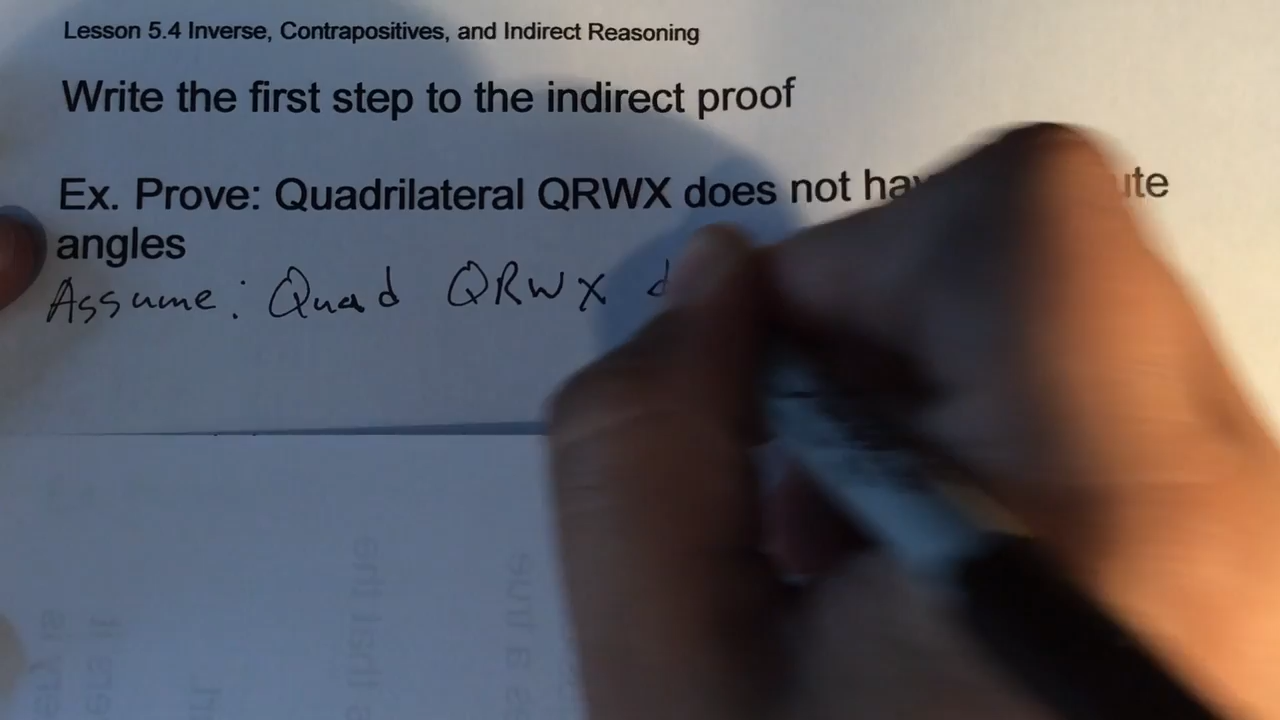 Lesson 5.4 Inverse, Contrapositives, and Indirect Reasoning
Write the first step to the indirect proof
Ex. Prove: Quadrilateral QRWX does not
angles
Assume: Quad QRWX